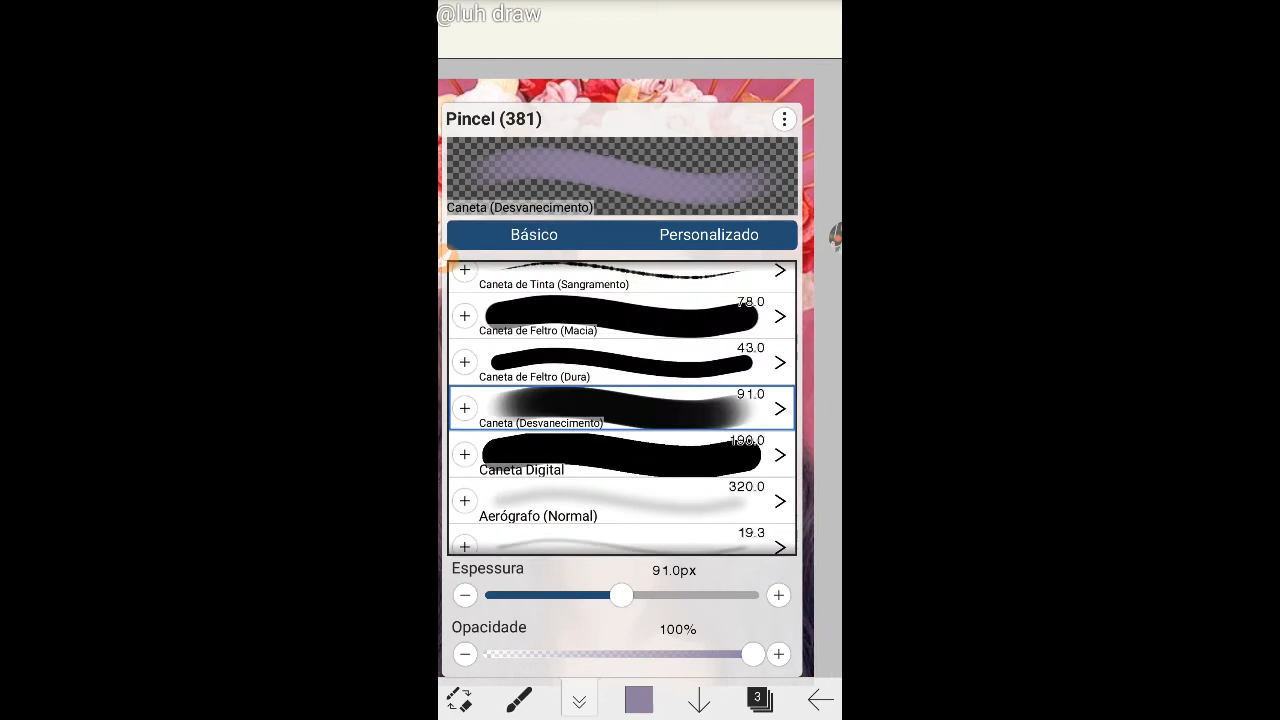 @luh draw
Pincel (381)
Caneta (Desvanecimento)
Básico
Personalizado
Caneta de Tinta (Sangramento)
78.0
Caneta de Feltro (Macia)
43.0
Caneta de Feltro (Dura)
91.0
Caneta (Desvanecimento)
190.0
Caneta Digital
320.0
Aerógrafo (Normal)
19.3
Espessura
91.0px
Opacidade
100%
3